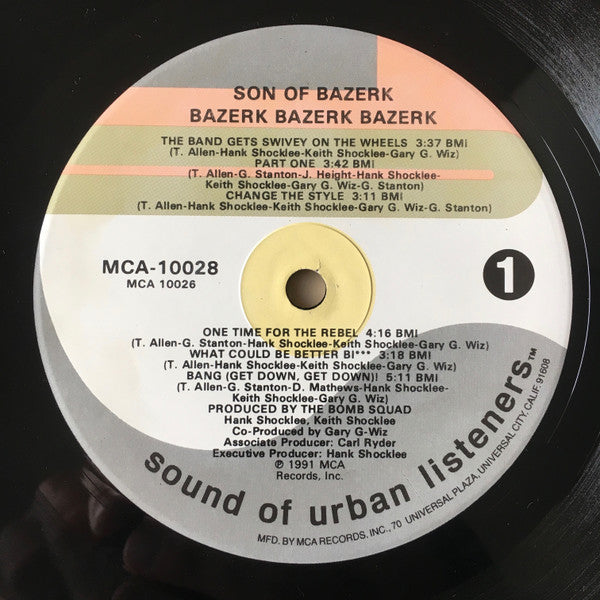 SON OF BAZERK
BAZERK BAZERK BAZERK
THE BAND GETS SWIVEY ON THE WHEELS 3:37 BMI
(T. Allen-Hank Shocklee-Keith Shocklee-Gary G. Wiz)
PART ONE 3:42 BMI
(T. Allen-G. Stanton-J. Height-Hank Shocklee-
Keith Shocklee-Gary G. Wiz-G. Stanton)
CHANGE THE STYLE 3:11 BMI
(T. Allen-Hank Shocklee-Keith Shocklee-Gary G. Wiz-G. Stanton)
MCA-10028
MCA 10026
1
ONE TIME FOR THE REBEL 4:16 BMI
(T. Allen-G. Stanton-Hank Shocklee-Keith Shocklee-Gary G. Wiz)
WHAT COULD BE BETTER BI*** 3:18 BMI
(T. Allen-Hank Shocklee-Keith Shocklee-Gary G. Wiz)
BANG (GET DOWN, GET DOWN)! 5:11 BMI
(T. Allen-G. Stanton-D. Mathews-Hank Shocklee-
Keith Shocklee-Gary G. Wiz)
PRODUCED BY THE BOMB SQUAD
Hank Shocklee, Keith Shocklee
Co-Produced by Gary G-Wiz
Associate Producer: Carl Ryder
Executive Producer: Hank Shocklee
℗ 1991 MCA
Records, Inc.
sound of urban listeners™
MFD. BY MCA RECORDS, INC., 70 UNIVERSAL PLAZA, UNIVERSAL CITY, CALIF. 91608